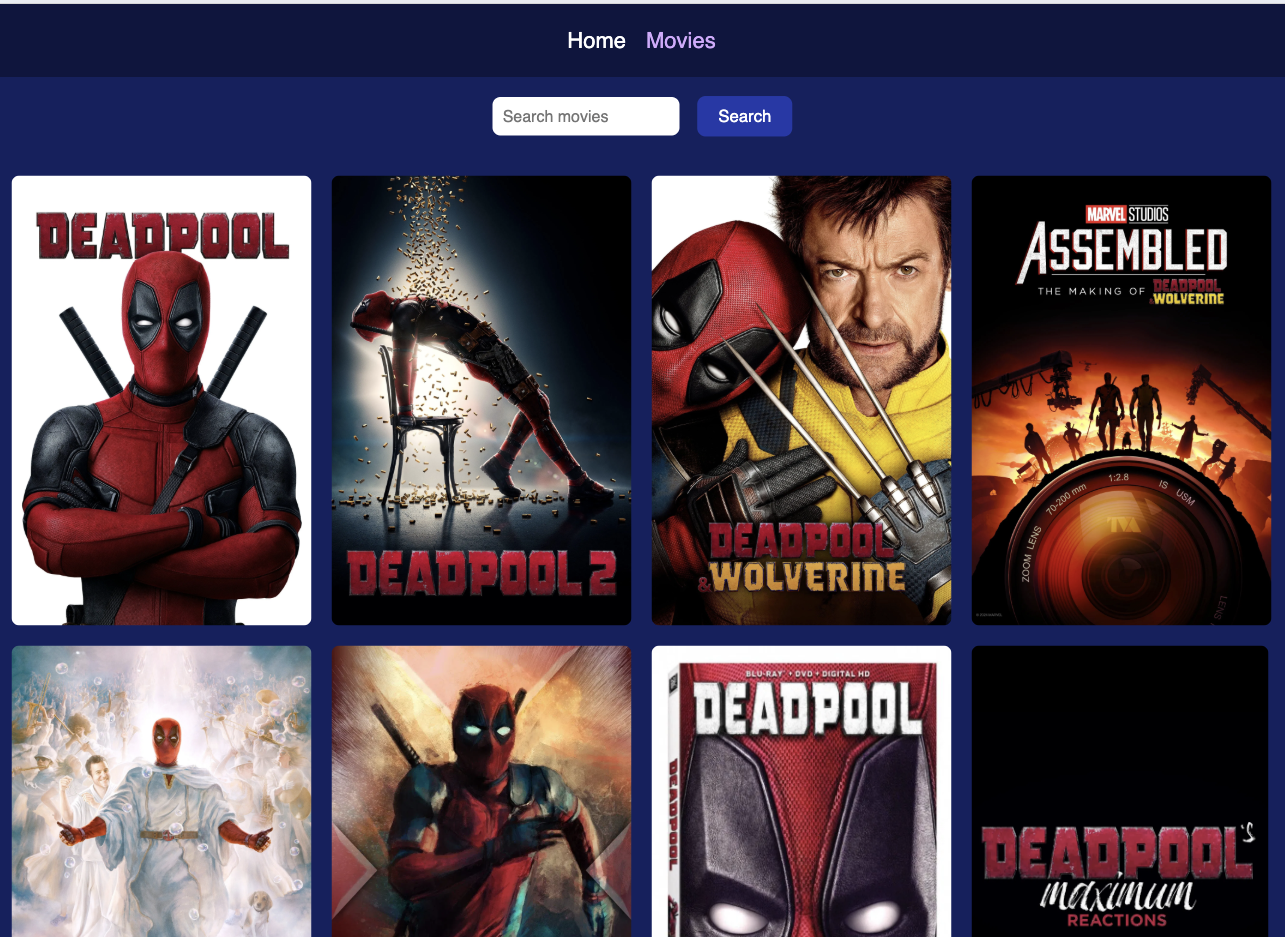 Home Movies
Search movies Search
DEADPOOL
DEADPOOL 2
DEADPOOL
&WOLVERINE
MARVEL STUDIOS
ASSEMBLED
THE MAKING OF DEADPOOL
&WOLVERINE
70-200 mm 1:2.8 IS USM
ZOOM LENS
TVA
BLU-RAY • DVD • DIGITAL HD
DEADPOOL
DEADPOOL
DEADPOOL'S
maximum
REACTIONS